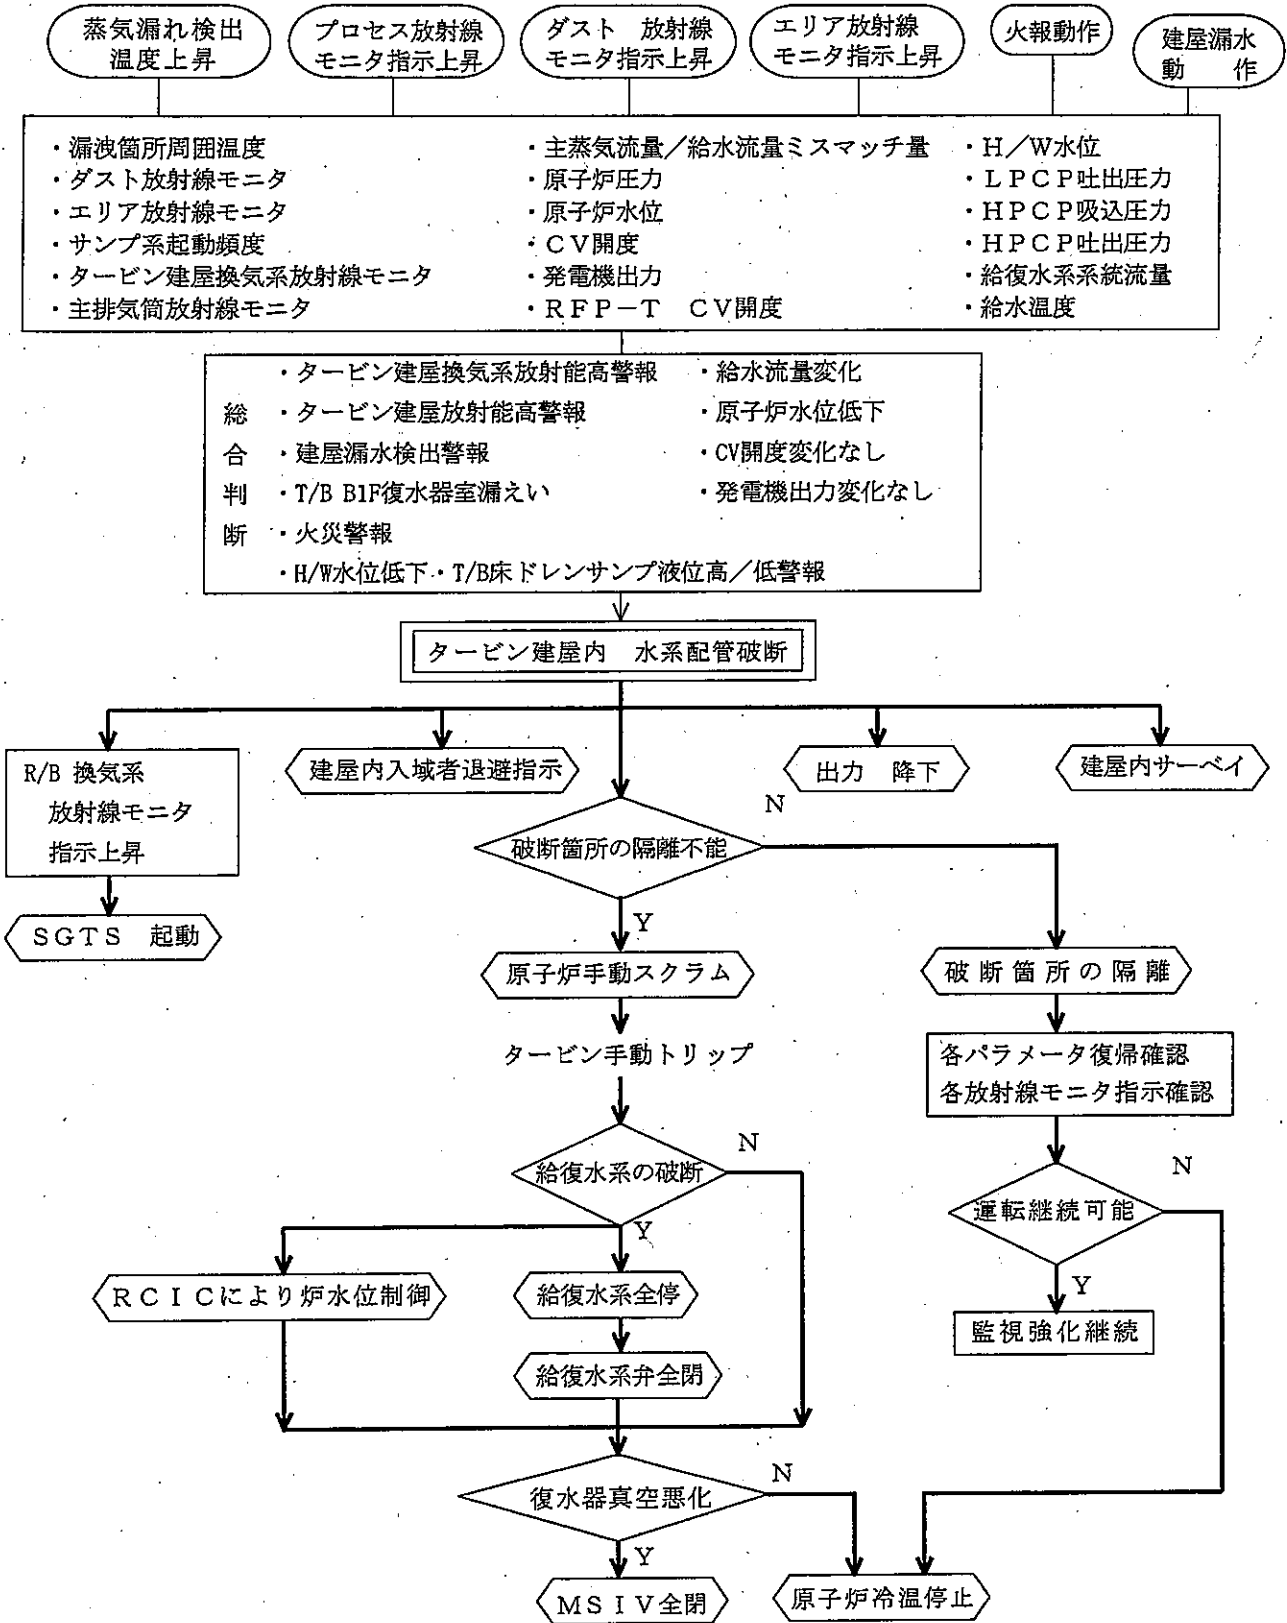 蒸気漏れ検出
温度上昇
プロセス放射線
モニタ指示上昇
ダスト　放射線
モニタ指示上昇
エリア放射線
モニタ指示上昇
火報動作
建屋漏水
動　　作
・漏洩箇所周囲温度
・ダスト放射線モニタ
・エリア放射線モニタ
・サンプ系起動頻度
・タービン建屋換気系放射線モニタ
・主排気筒放射線モニタ
・主蒸気流量／給水流量ミスマッチ量
・原子炉圧力
・原子炉水位
・ＣＶ開度
・発電機出力
・ＲＦＰ－Ｔ　ＣＶ開度
・Ｈ／Ｗ水位
・ＬＰＣＰ吐出圧力
・ＨＰＣＰ吸込圧力
・ＨＰＣＰ吐出圧力
・給復水系系統流量
・給水温度
総合判断
・タービン建屋換気系放射能高警報
・タービン建屋放射能高警報
・建屋漏水検出警報
・T/B B1F復水器室漏えい
・火災警報
・H/W水位低下・T/B床ドレンサンプ液位高／低警報
・給水流量変化
・原子炉水位低下
・CV開度変化なし
・発電機出力変化なし
タービン建屋内　水系配管破断
R/B 換気系
放射線モニタ
指示上昇
建屋内入域者退避指示
出力　降下
建屋内サーベイ
ＳＧＴＳ　起動
破断箇所の隔離不能
N
Y
原子炉手動スクラム
タービン手動トリップ
破断箇所の隔離
各パラメータ復帰確認
各放射線モニタ指示確認
給復水系の破断
N
Y
運転継続可能
N
Y
監視強化継続
ＲＣＩＣにより炉水位制御
給復水系全停
給復水系弁全閉
復水器真空悪化
N
Y
ＭＳＩＶ全閉
原子炉冷温停止